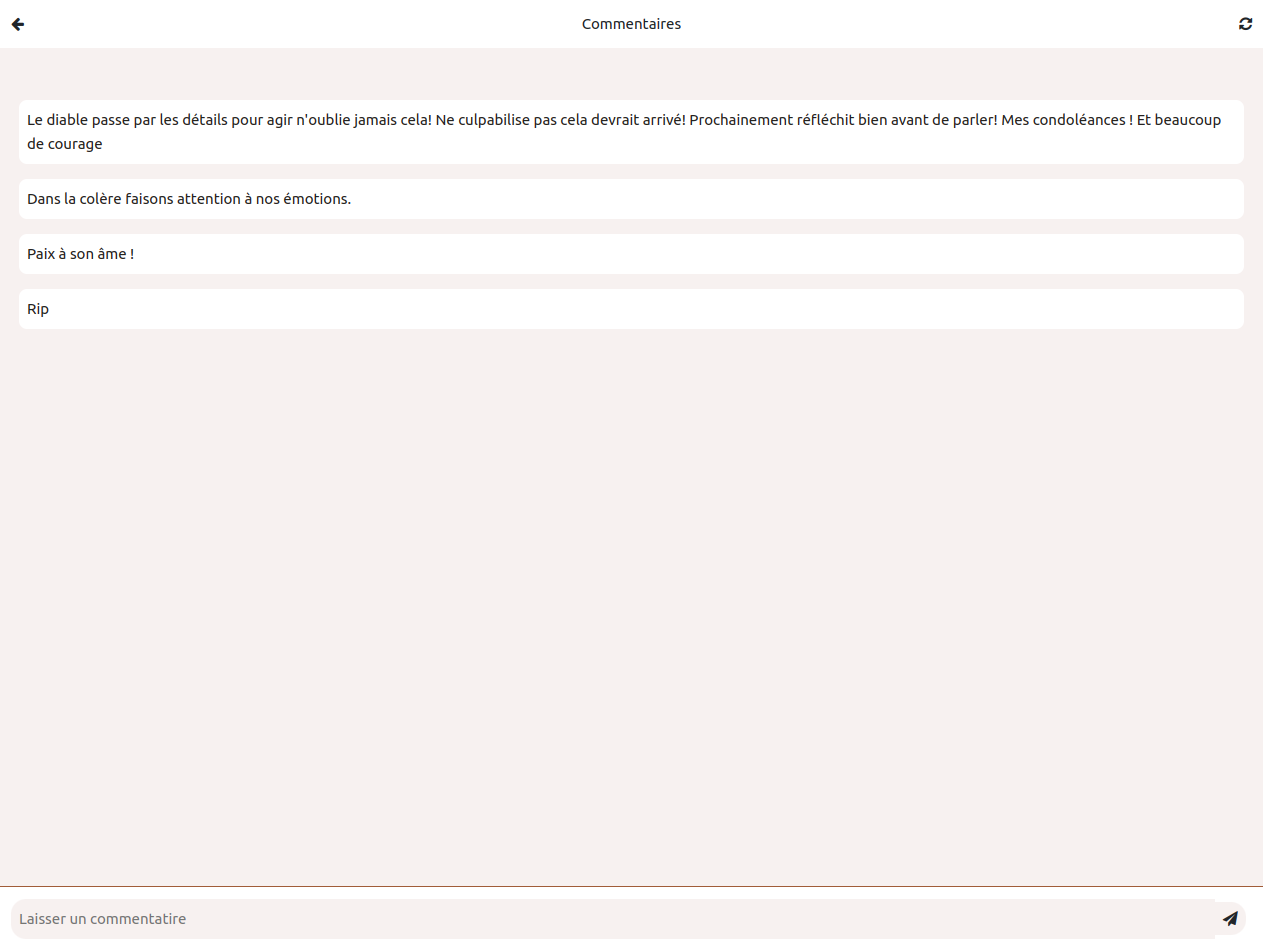 Commentaires
Le diable passe par les détails pour agir n'oublie jamais cela! Ne culpabilise pas cela devrait arrivé! Prochainement réfléchit bien avant de parler! Mes condoléances ! Et beaucoup
de courage
Dans la colère faisons attention à nos émotions.
Paix à son âme !
Rip
Laisser un commentatire